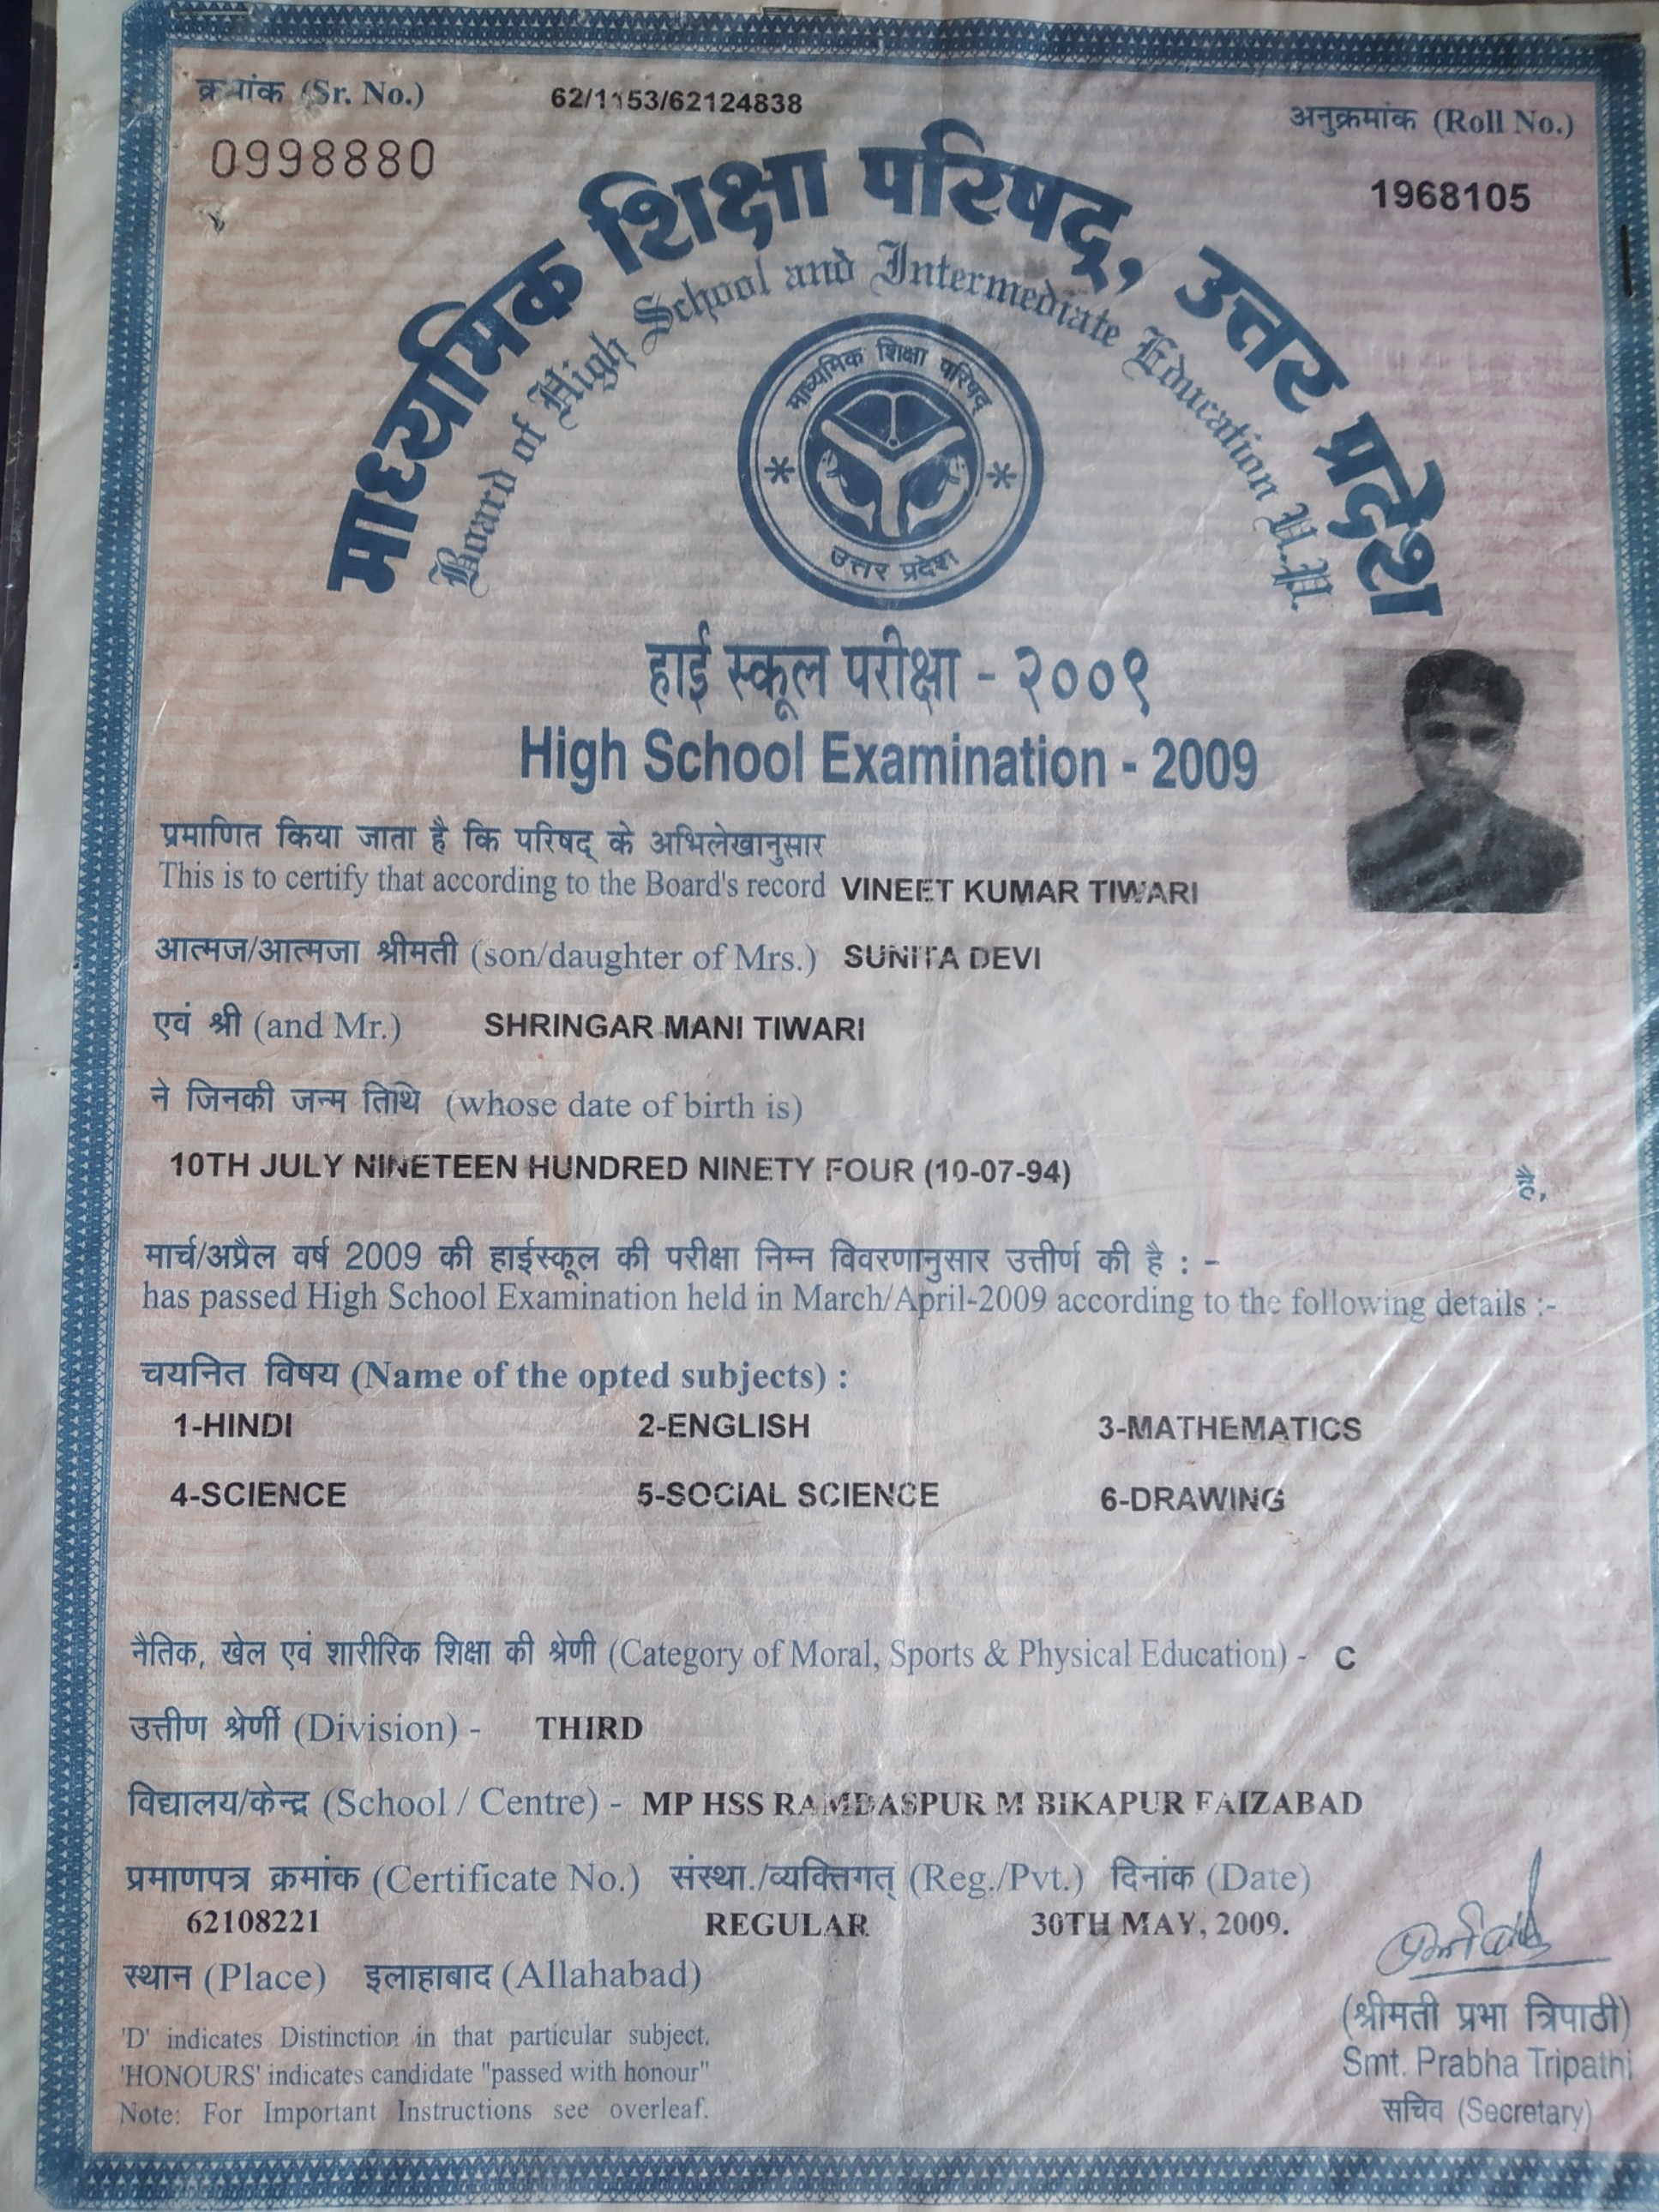 क्रमांक (Sr. No.) 62/1153/62124838 अनुक्रमांक (Roll No.)
0998880 1968105
माध्यमिक शिक्षा परिषद्, उत्तर प्रदेश
Board of High School and Intermediate Education U.P.
माध्यमिक शिक्षा परिषद्
उत्तर प्रदेश
हाई स्कूल परीक्षा - २००९
High School Examination - 2009
प्रमाणित किया जाता है कि परिषद् के अभिलेखानुसार
This is to certify that according to the Board's record VINEET KUMAR TIWARI
आत्मज/आत्मजा श्रीमती (son/daughter of Mrs.) SUNITA DEVI
एवं श्री (and Mr.) SHRINGAR MANI TIWARI
ने जिनकी जन्म तिथि (whose date of birth is)
10TH JULY NINETEEN HUNDRED NINETY FOUR (10-07-94) है,
मार्च/अप्रैल वर्ष 2009 की हाईस्कूल की परीक्षा निम्न विवरणानुसार उत्तीर्ण की है : -
has passed High School Examination held in March/April-2009 according to the following details :-
चयनित विषय (Name of the opted subjects) :
1-HINDI 2-ENGLISH 3-MATHEMATICS
4-SCIENCE 5-SOCIAL SCIENCE 6-DRAWING
नैतिक, खेल एवं शारीरिक शिक्षा की श्रेणी (Category of Moral, Sports & Physical Education) - C
उत्तीण श्रेर्णी (Division) - THIRD
विद्यालय/केन्द्र (School / Centre) - MP HSS RAMDASPUR M BIKAPUR FAIZABAD
प्रमाणपत्र क्रमांक (Certificate No.) संस्था./व्यक्तिगत् (Reg./Pvt.) दिनांक (Date)
62108221 REGULAR 30TH MAY, 2009.
स्थान (Place) इलाहाबाद (Allahabad)
(श्रीमती प्रभा त्रिपाठी)
Smt. Prabha Tripathi
सचिव (Secretary)
'D' indicates Distinction in that particular subject.
'HONOURS' indicates candidate "passed with honour"
Note: For Important Instructions see overleaf.